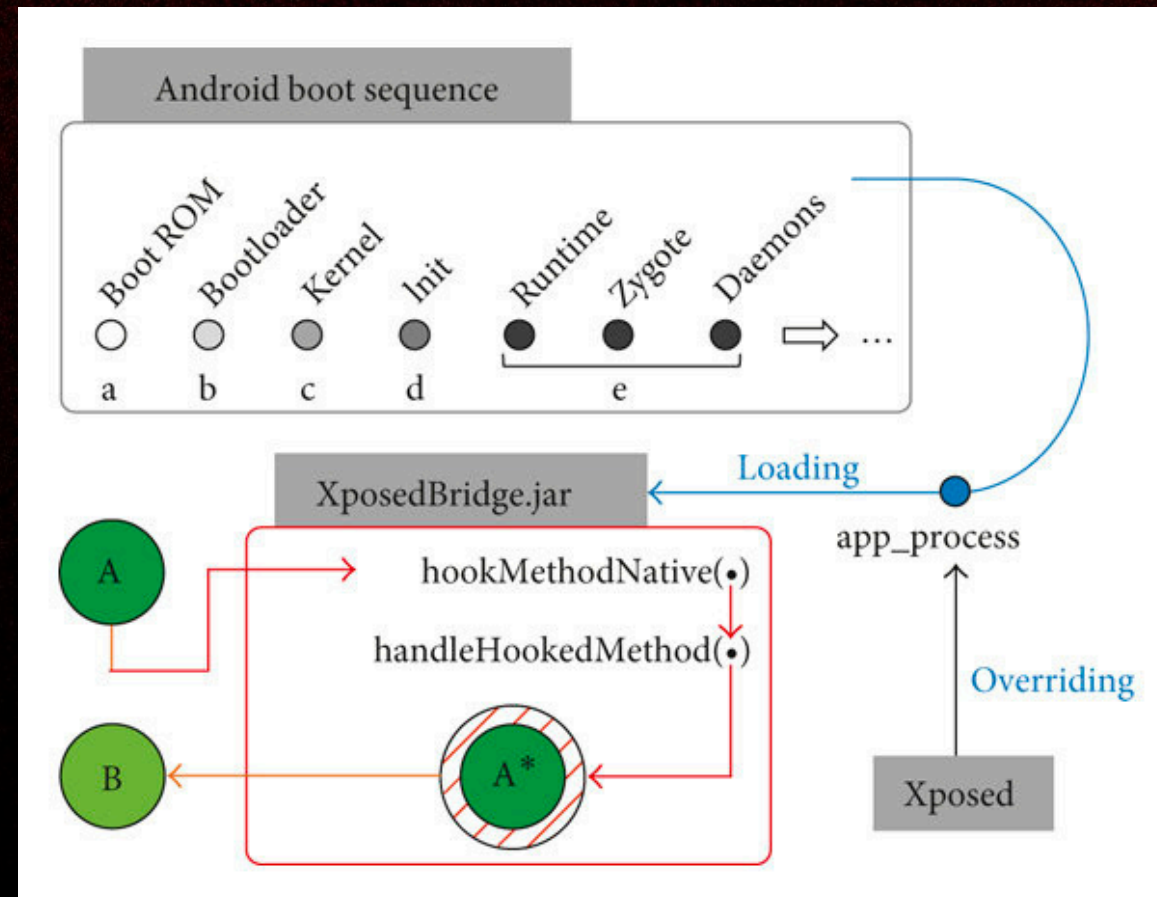 Android boot sequence
Boot ROM
Bootloader
Kernel
Init
Runtime
Zygote
Daemons
...
a
b
c
d
e
Loading
XposedBridge.jar
app_process
A
hookMethodNative(•)
handleHookedMethod(•)
Overriding
B
A*
Xposed